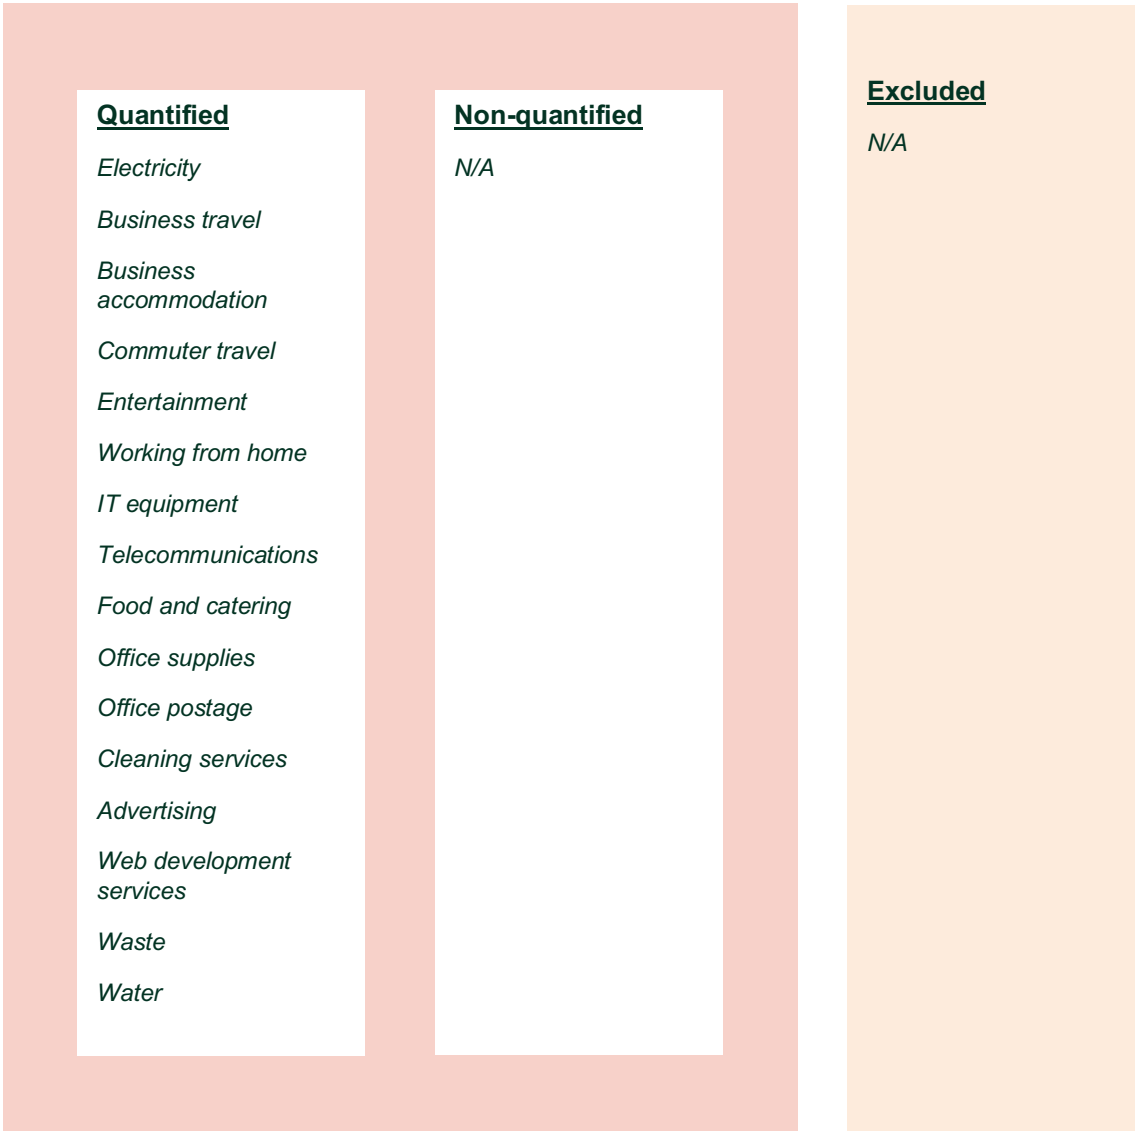 Quantified
Electricity
Business travel
Business
accommodation
Commuter travel
Entertainment
Working from home
IT equipment
Telecommunications
Food and catering
Office supplies
Office postage
Cleaning services
Advertising
Web development
services
Waste
Water
Non-quantified
N/A
Excluded
N/A